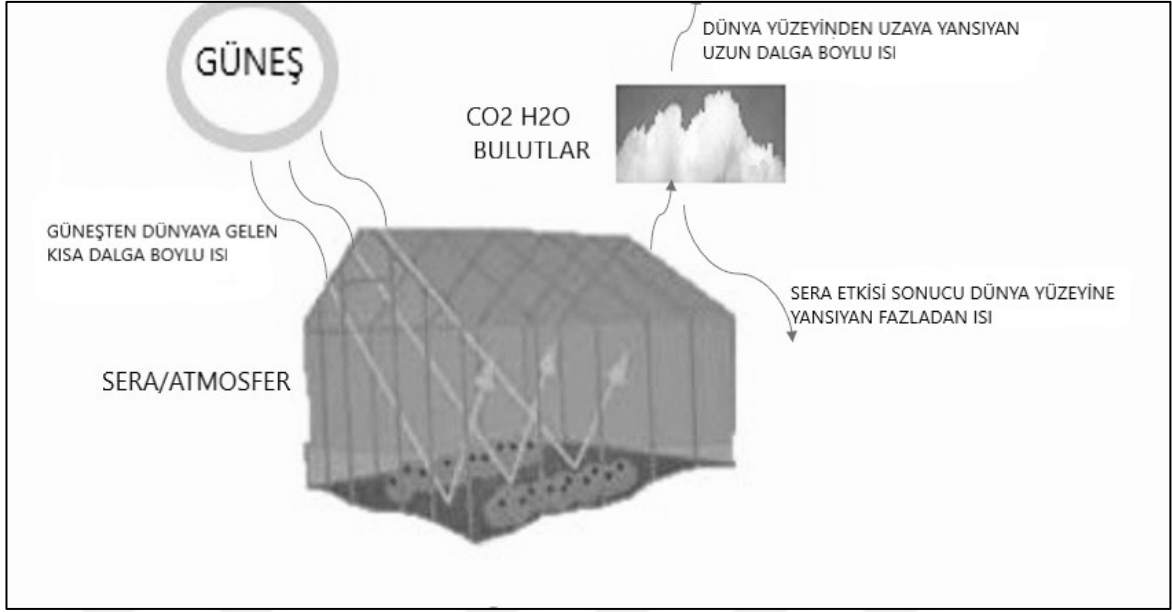 GÜNEŞ
DÜNYA YÜZEYİNDEN UZAYA YANSIYAN
UZUN DALGA BOYLU ISI
CO2 H2O
BULUTLAR
GÜNEŞTEN DÜNYAYA GELEN
KISA DALGA BOYLU ISI
SERA ETKİSİ SONUCU DÜNYA YÜZEYİNE
YANSIYAN FAZLADAN ISI
SERA/ATMOSFER